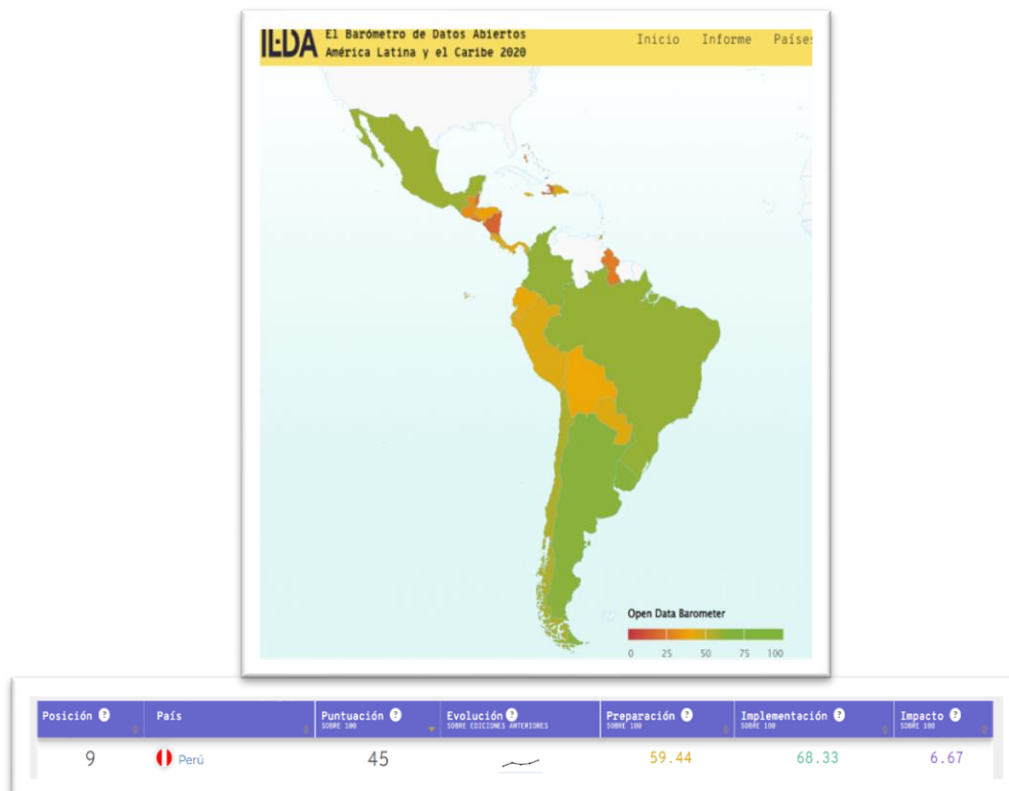 ILDA El Barómetro de Datos Abiertos
América Latina y el Caribe 2020
Inicio Informe Países
Open Data Barometer
0 25 50 75 100
Posición ? País Puntuación ? Evolución ? Preparación ? Implementación ? Impacto ?
SOBRE 100 SOBRE EDICIONES ANTERIORES SOBRE 100 SOBRE 100 SOBRE 100
9 Perú 45 59.44 68.33 6.67